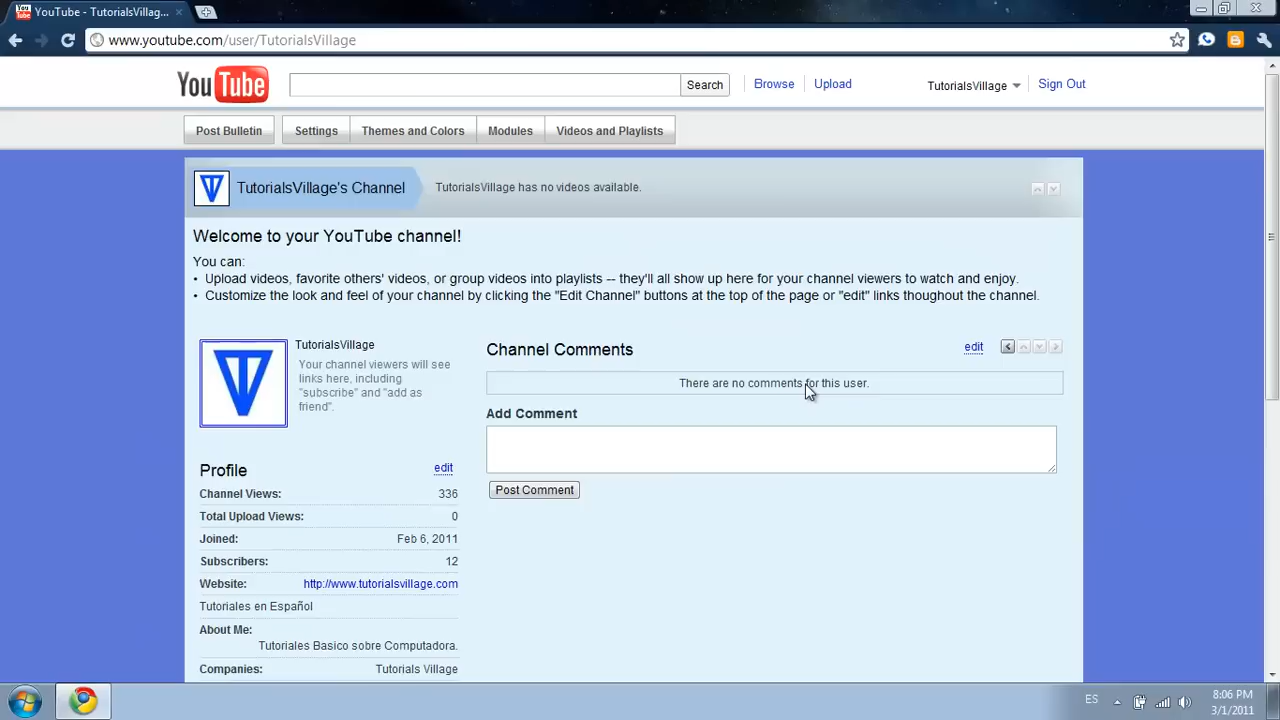 YouTube - TutorialsVillag...
www.youtube.com/user/TutorialsVillage
YouTube
Search
Browse
Upload
TutorialsVillage
Sign Out
Post Bulletin
Settings
Themes and Colors
Modules
Videos and Playlists
TutorialsVillage's Channel
TutorialsVillage has no videos available.
Welcome to your YouTube channel!
You can:
• Upload videos, favorite others' videos, or group videos into playlists -- they'll all show up here for your channel viewers to watch and enjoy.
• Customize the look and feel of your channel by clicking the "Edit Channel" buttons at the top of the page or "edit" links thoughout the channel.
TutorialsVillage
Your channel viewers will see
links here, including
"subscribe" and "add as
friend".
Channel Comments
edit
There are no comments for this user.
Add Comment
Post Comment
Profile
edit
Channel Views: 336
Total Upload Views: 0
Joined: Feb 6, 2011
Subscribers: 12
Website: http://www.tutorialsvillage.com
Tutoriales en Español
About Me:
Tutoriales Basico sobre Computadora.
Companies: Tutorials Village
ES
8:06 PM
3/1/2011